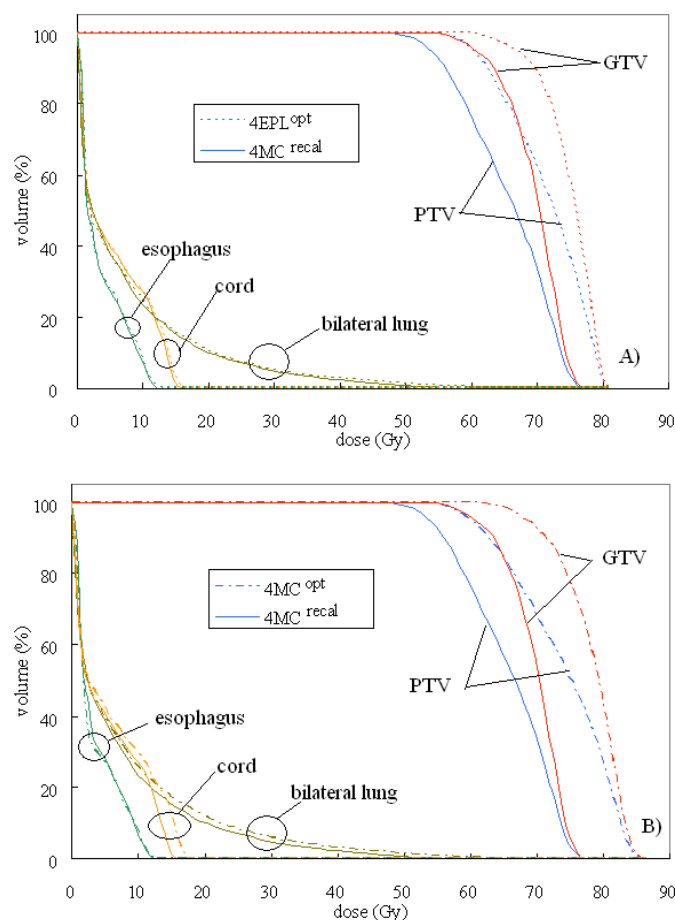 100
80
60
40
20
0
volume (%)
4EPL opt
4MC recal
GTV
PTV
esophagus
cord
bilateral lung
A)
0 10 20 30 40 50 60 70 80 90
dose (Gy)
100
80
60
40
20
0
volume (%)
4MC opt
4MC recal
GTV
PTV
esophagus
cord
bilateral lung
B)
0 10 20 30 40 50 60 70 80 90
dose (Gy)